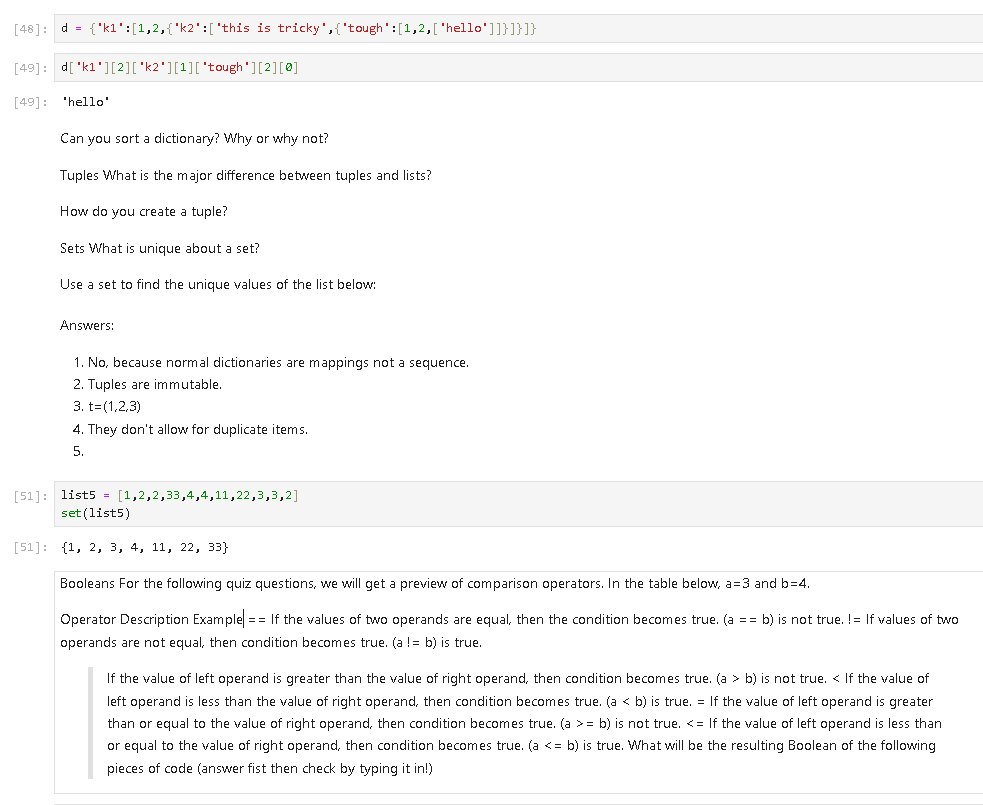 [48]: d = {'k1':[1,2,{'k2':['this is tricky',{'tough':[1,2,['hello']]}]}]}
[49]: d['k1'][2]['k2'][1]['tough'][2][0]
[49]: 'hello'
Can you sort a dictionary? Why or why not?
Tuples What is the major difference between tuples and lists?
How do you create a tuple?
Sets What is unique about a set?
Use a set to find the unique values of the list below:
Answers:
1. No, because normal dictionaries are mappings not a sequence.
2. Tuples are immutable.
3. t=(1,2,3)
4. They don't allow for duplicate items.
5.
[51]: list5 = [1,2,2,33,4,4,11,22,3,3,2]
set(list5)
[51]: {1, 2, 3, 4, 11, 22, 33}
Booleans For the following quiz questions, we will get a preview of comparison operators. In the table below, a=3 and b=4.
Operator Description Example == If the values of two operands are equal, then the condition becomes true. (a == b) is not true. != If values of two
operands are not equal, then condition becomes true. (a != b) is true.
If the value of left operand is greater than the value of right operand, then condition becomes true. (a > b) is not true. < If the value of
left operand is less than the value of right operand, then condition becomes true. (a < b) is true. = If the value of left operand is greater
than or equal to the value of right operand, then condition becomes true. (a >= b) is not true. <= If the value of left operand is less than
or equal to the value of right operand, then condition becomes true. (a <= b) is true. What will be the resulting Boolean of the following
pieces of code (answer fist then check by typing it in!)